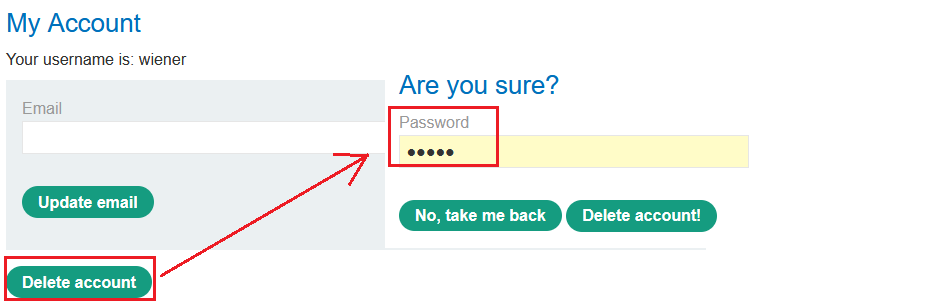 My Account
Your username is: wiener
Email
Update email
Delete account
Are you sure?
Password
●●●●●
No, take me back
Delete account!